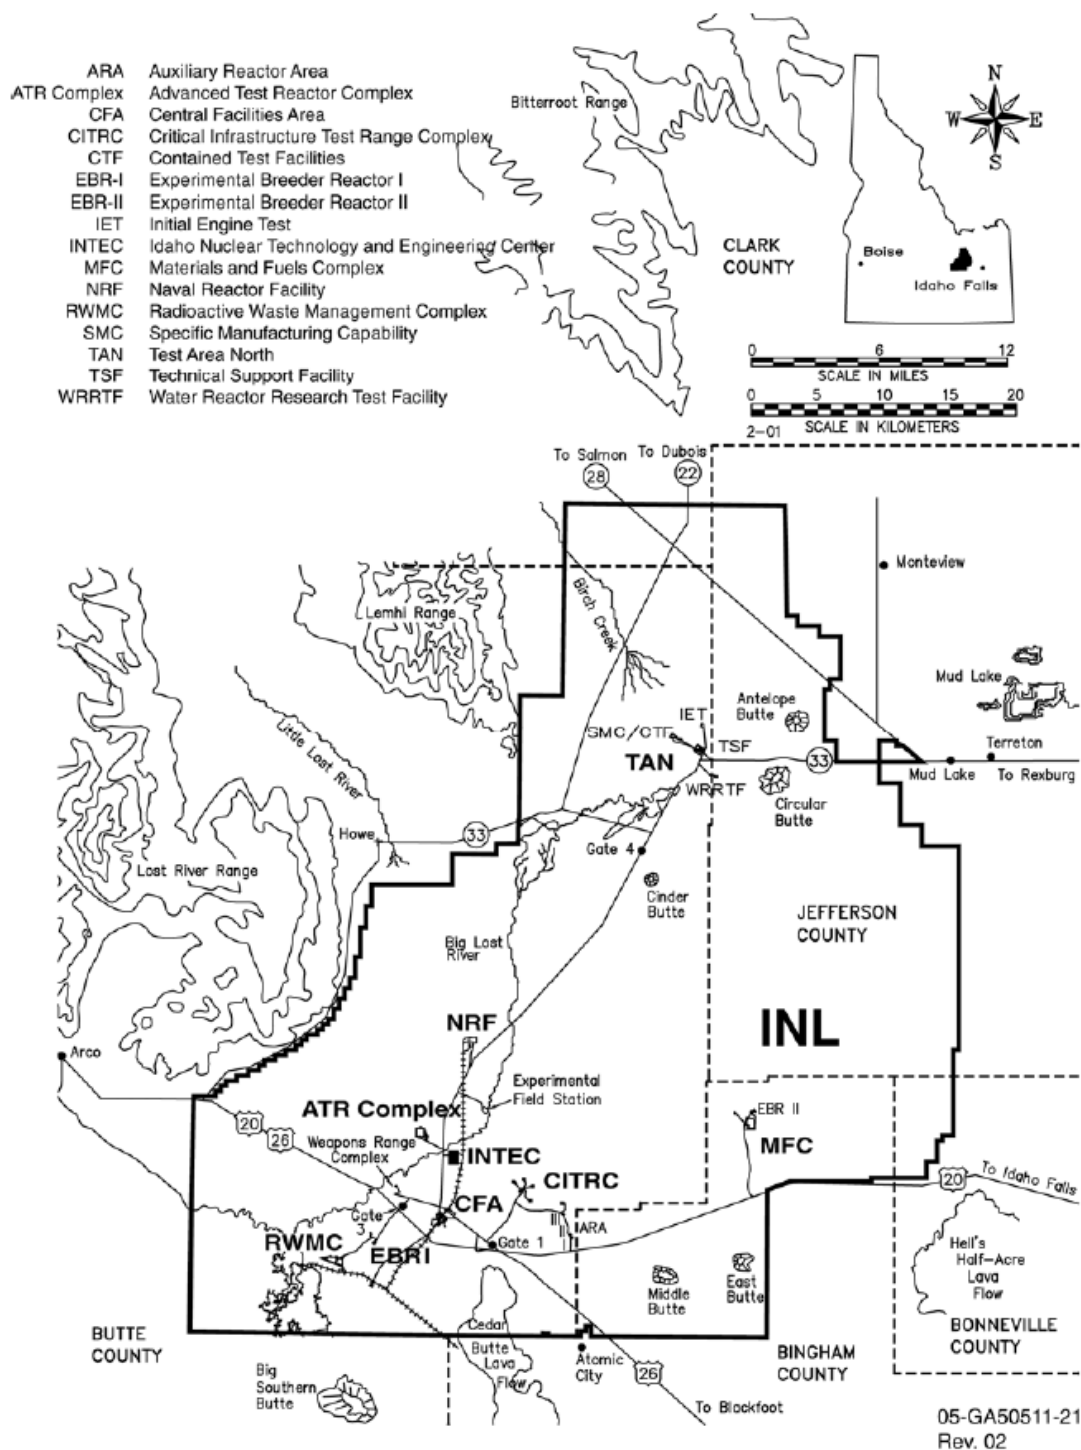 ARA Auxiliary Reactor Area
ATR Complex Advanced Test Reactor Complex
CFA Central Facilities Area
CITRC Critical Infrastructure Test Range Complex
CTF Contained Test Facilities
EBR-I Experimental Breeder Reactor I
EBR-II Experimental Breeder Reactor II
IET Initial Engine Test
INTEC Idaho Nuclear Technology and Engineering Center
MFC Materials and Fuels Complex
NRF Naval Reactor Facility
RWMC Radioactive Waste Management Complex
SMC Specific Manufacturing Capability
TAN Test Area North
TSF Technical Support Facility
WRRTF Water Reactor Research Test Facility
Bitterroot Range
CLARK
COUNTY
Boise
Idaho Falls
N
W E
S
0 6 12
SCALE IN MILES
0 5 10 15 20
SCALE IN KILOMETERS
2-01
To Salmon
To Dubois
28
22
Monteview
Birch Creek
Lemhi Range
Mud Lake
Antelope
Butte
IET
SMC/CTF
TSF
TAN
33
WRRTF
Mud Lake
Terreton
To Rexburg
Circular
Butte
Little Lost River
Howe
33
Gate 4
Lost River Range
Cinder
Butte
JEFFERSON
COUNTY
Big Lost
River
INL
NRF
Arco
Experimental
Field Station
ATR Complex
20
26
Weapons Range
Complex
INTEC
EBR II
MFC
CITRC
To Idaho Falls
20
CFA
Gate
3
ARA
Gate 1
RWMC
EBRI
I
Hell's
Half-Acre
Lava
Flow
Middle
Butte
East
Butte
Cedar
Butte
Lava
Flow
BUTTE
COUNTY
BONNEVILLE
COUNTY
BINGHAM
COUNTY
Atomic
City
Big
Southern
Butte
26
To Blackfoot
05-GA50511-21
Rev. 02